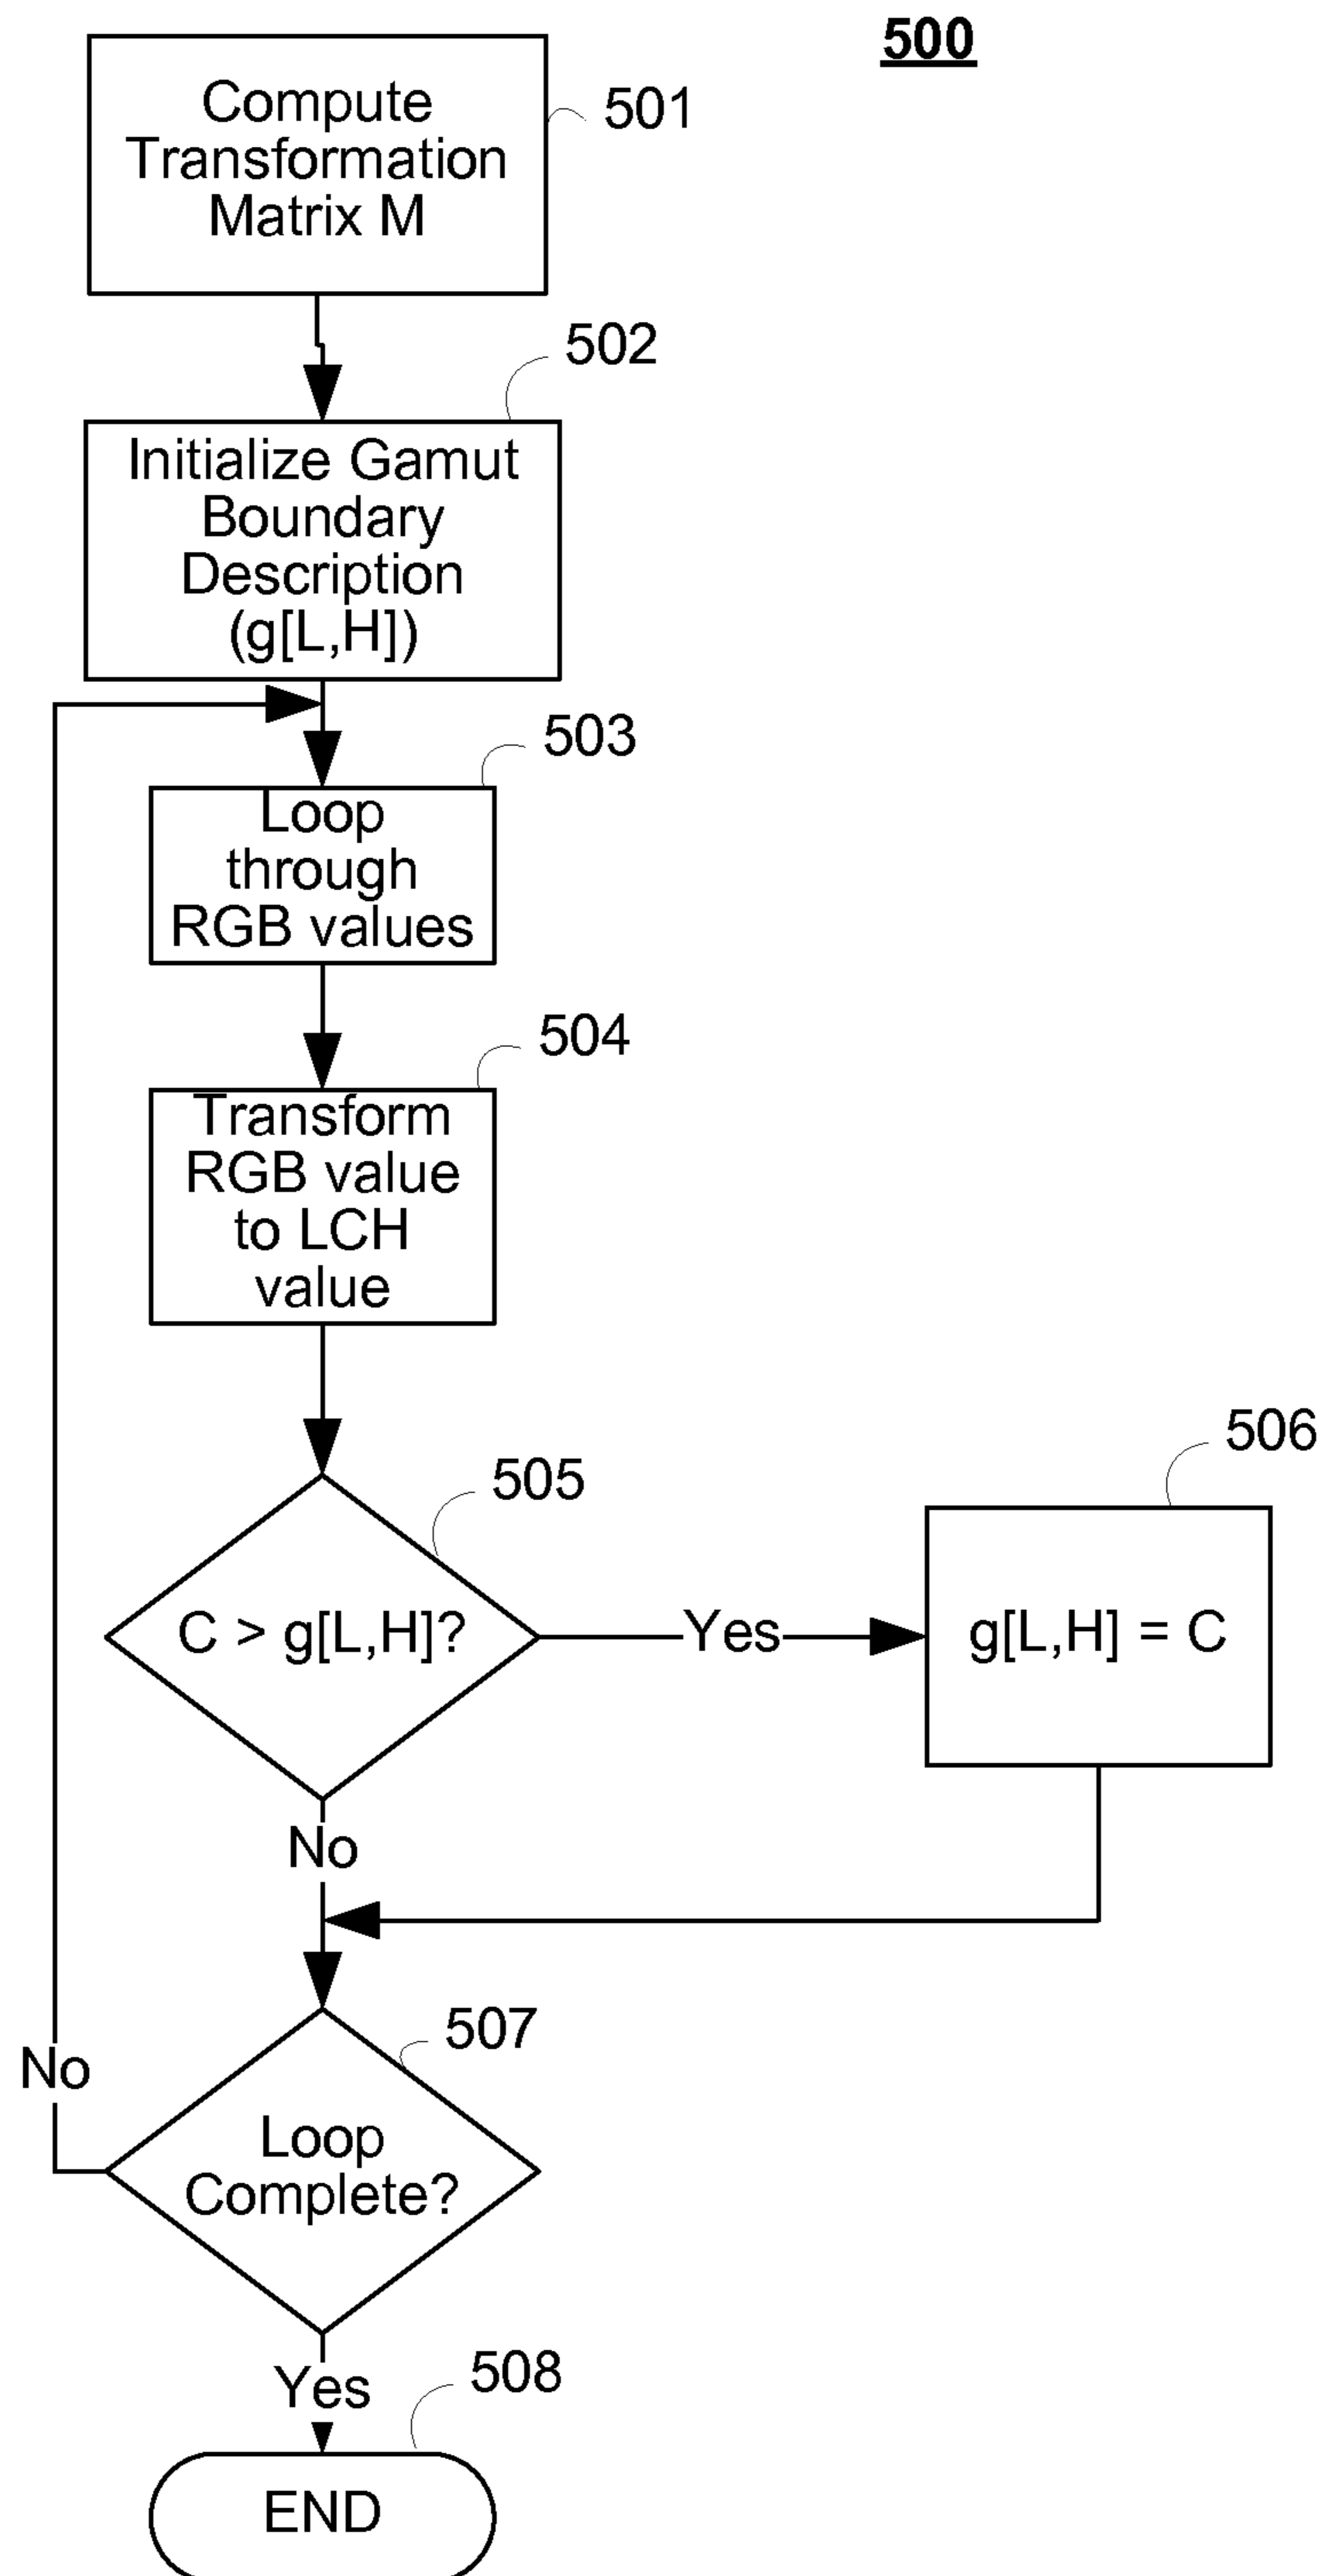 500
Compute
Transformation
Matrix M
501
502
Initialize Gamut
Boundary
Description
(g[L,H])
503
Loop
through
RGB values
504
Transform
RGB value
to LCH
value
505
506
C > g[L,H]?
Yes
g[L,H] = C
No
507
No
Loop
Complete?
Yes
508
END